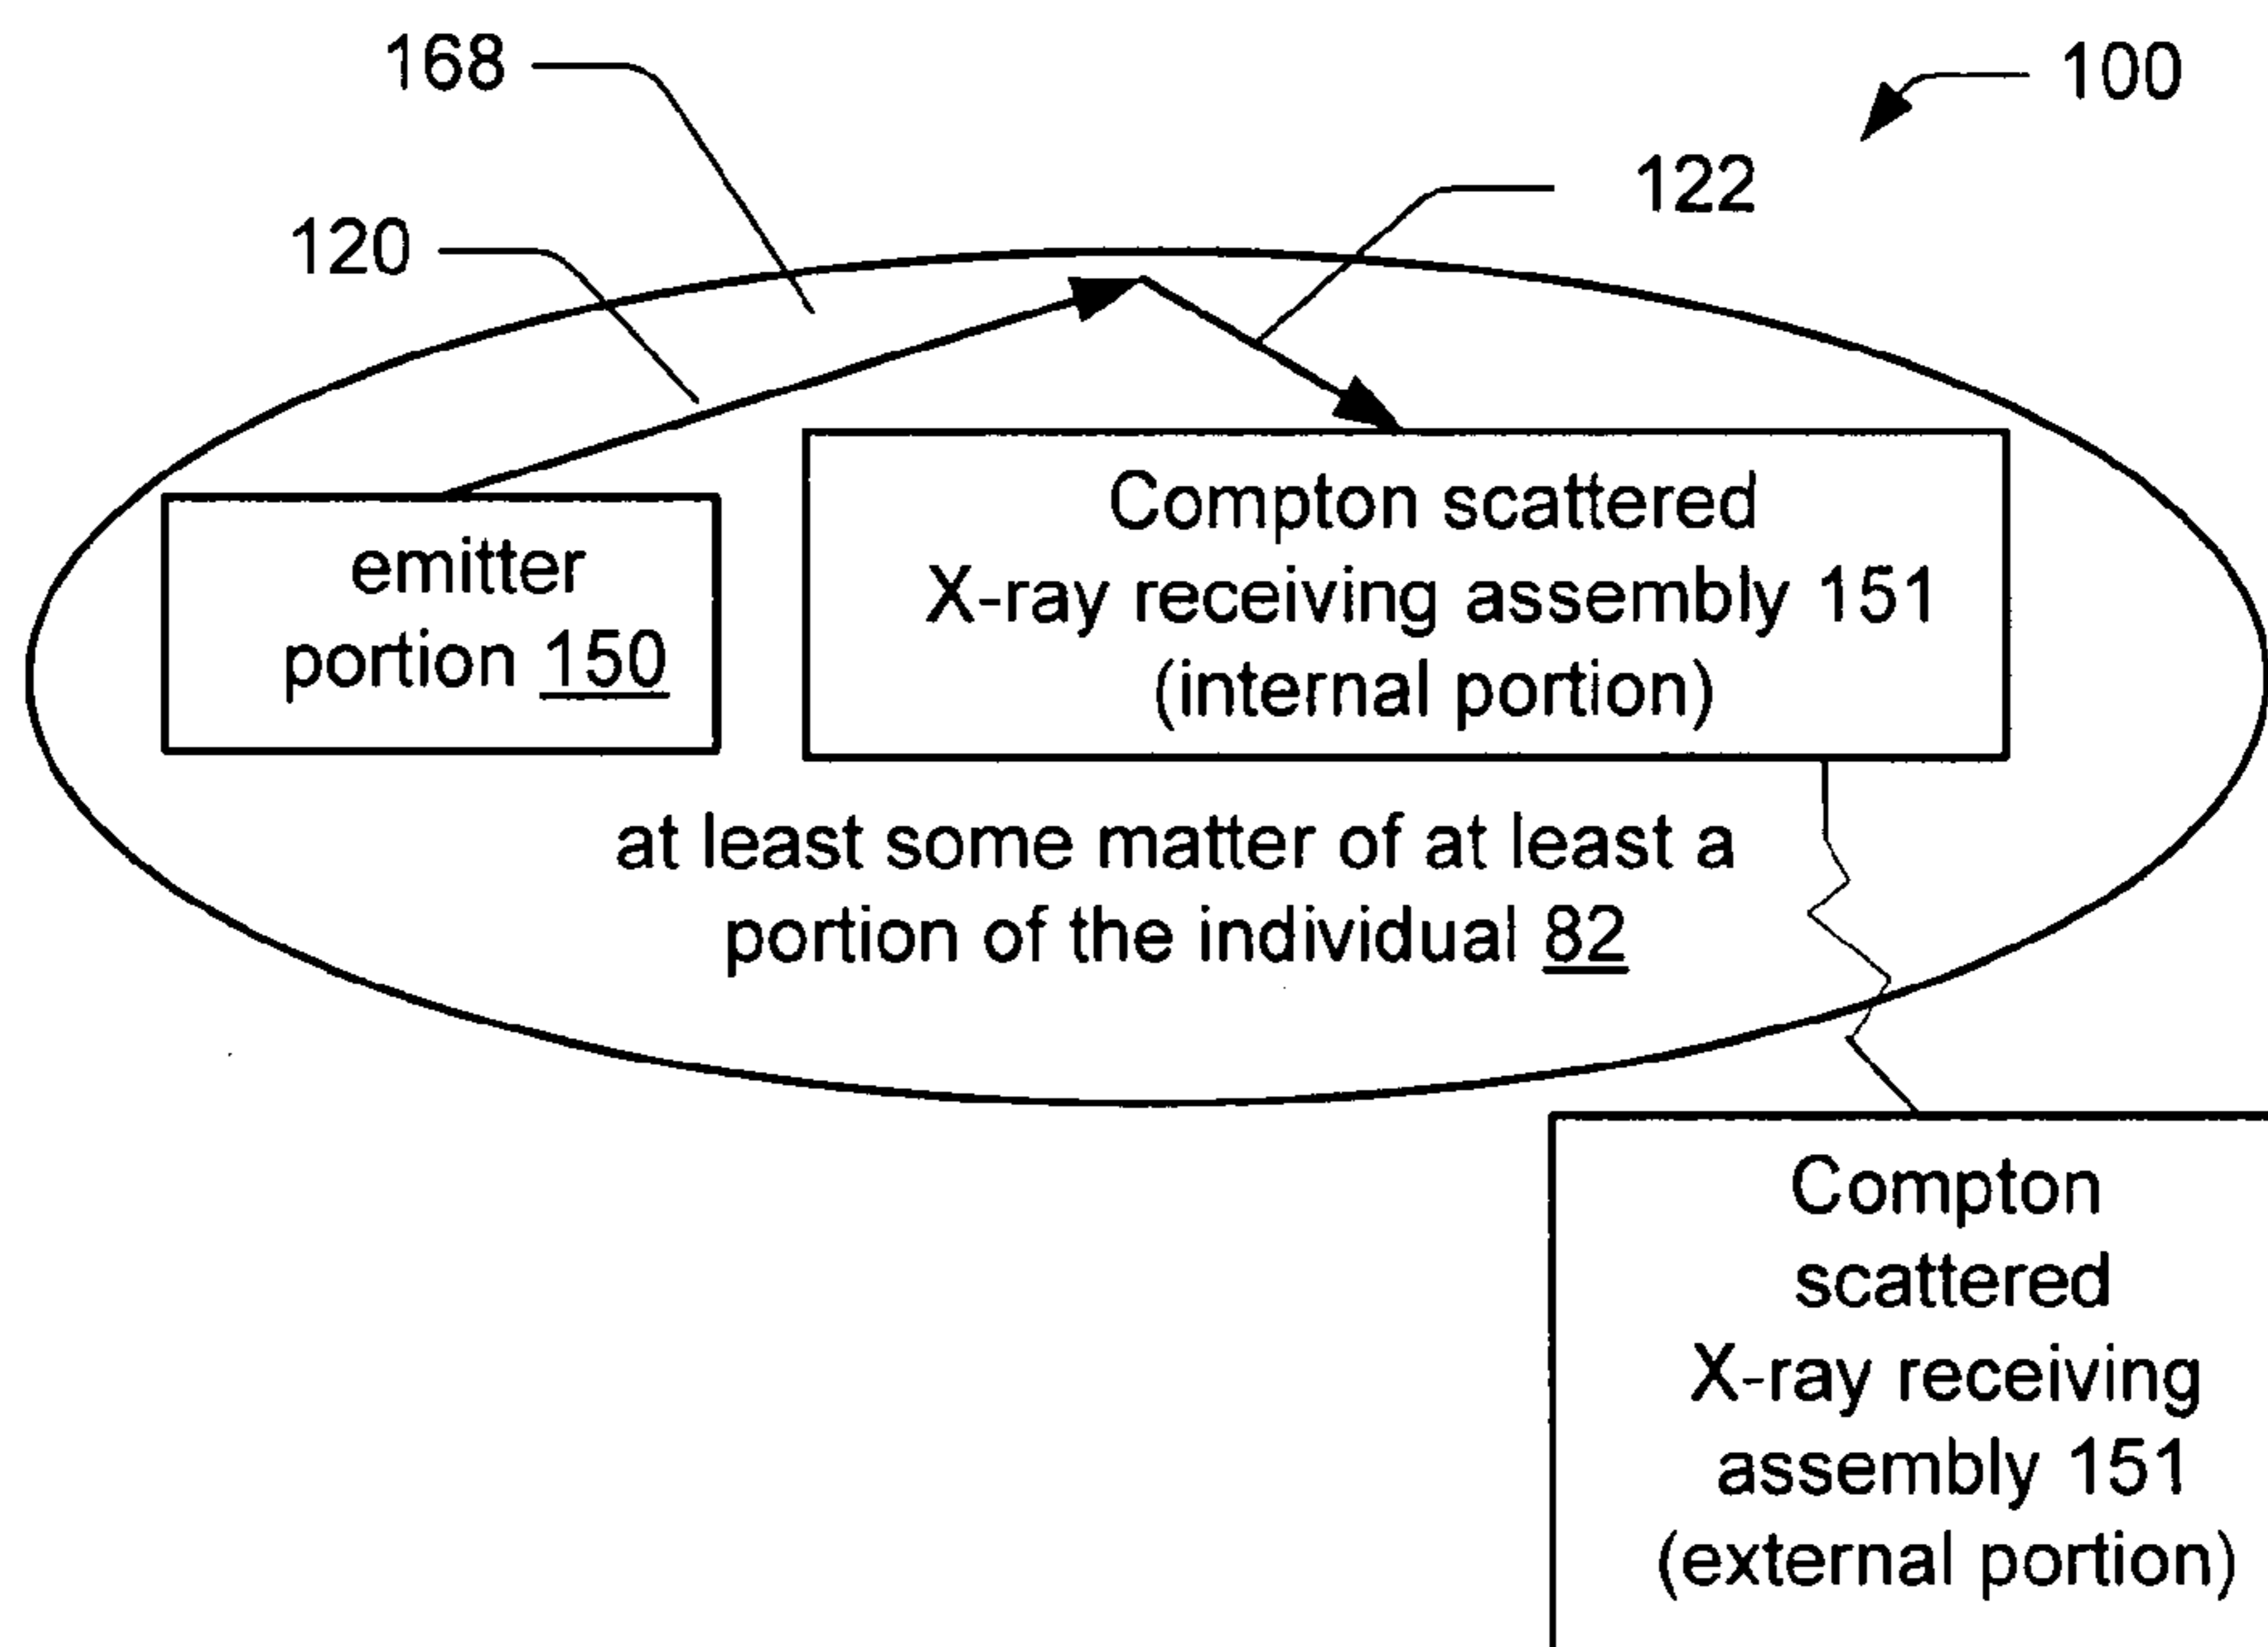 168
100
122
120
emitter
portion 150
Compton scattered
X-ray receiving assembly 151
(internal portion)
at least some matter of at least a
portion of the individual 82
Compton
scattered
X-ray receiving
assembly 151
(external portion)